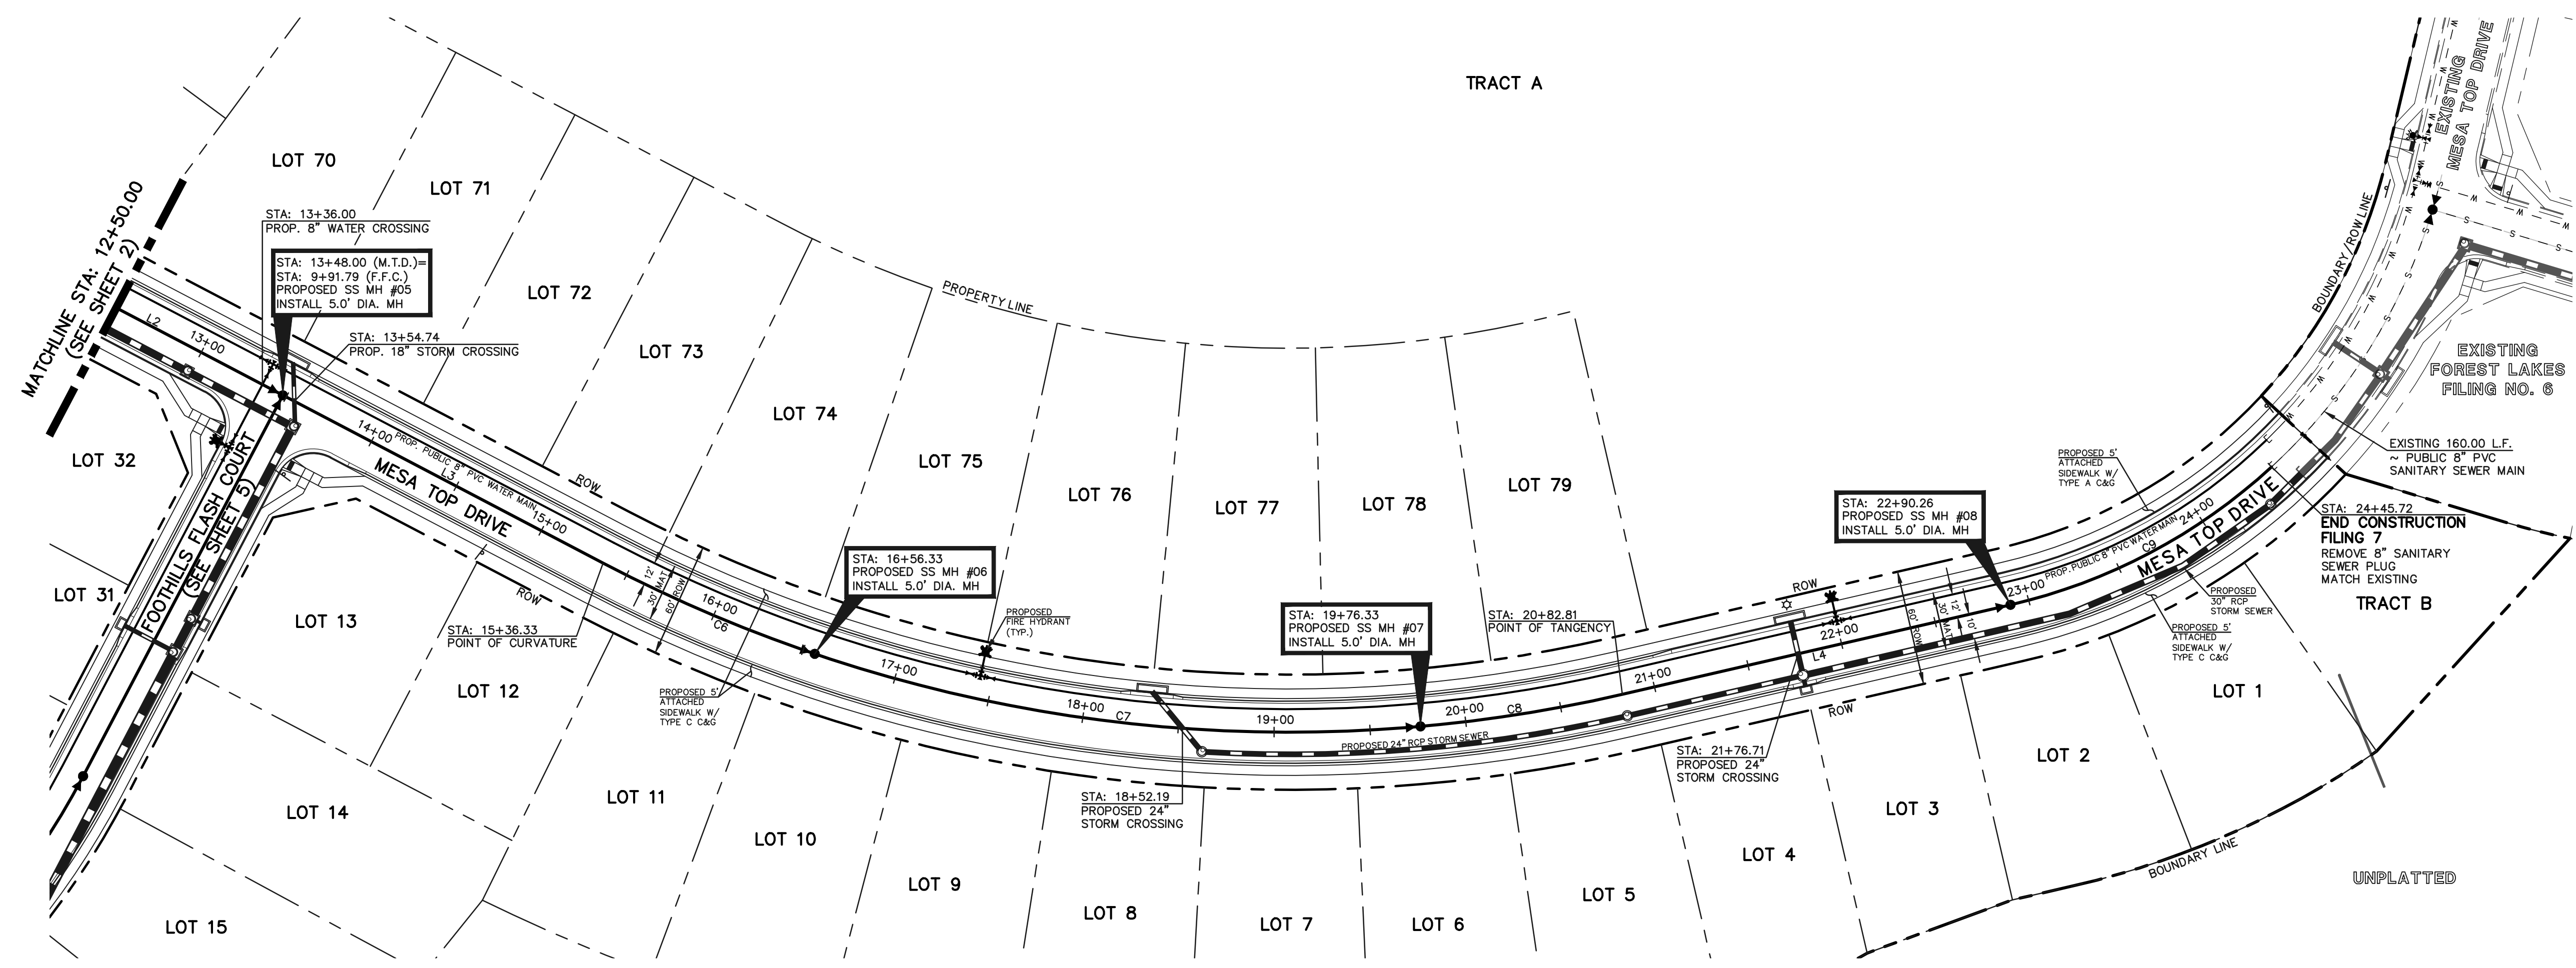 TRACT A
EXISTING
MESA TOP DRIVE
LOT 70
LOT 71
LOT 72
LOT 73
LOT 74
LOT 75
LOT 76
LOT 77
LOT 78
LOT 79
MATCHLINE STA: 12+50.00
(SEE SHEET 2)
STA: 13+36.00
PROP. 8" WATER CROSSING
STA: 13+48.00 (M.T.D.)=
STA: 9+91.79 (F.F.C.)
PROPOSED SS MH #05
INSTALL 5.0' DIA. MH
STA: 13+54.74
PROP. 18" STORM CROSSING
PROPERTY LINE
BOUNDARY/ROW LINE
EXISTING
FOREST LAKES
FILING NO. 6
L2
13+00
14+00
PROP. PUBLIC 8" PVC WATER MAIN
L3
15+00
MESA TOP DRIVE
ROW
ROW
LOT 32
LOT 31
FOOTHILLS FLASH COURT
(SEE SHEET 5)
LOT 13
STA: 15+36.33
POINT OF CURVATURE
12'
30' MAT
60' ROW
16+00
C6
STA: 16+56.33
PROPOSED SS MH #06
INSTALL 5.0' DIA. MH
PROPOSED
FIRE HYDRANT
(TYP.)
17+00
18+00
C7
19+00
STA: 19+76.33
PROPOSED SS MH #07
INSTALL 5.0' DIA. MH
20+00
C8
STA: 20+82.81
POINT OF TANGENCY
21+00
PROPOSED 24" RCP STORM SEWER
ROW
ROW
STA: 22+90.26
PROPOSED SS MH #08
INSTALL 5.0' DIA. MH
22+00
L4
60' ROW
30' MAT
12'
10'
23+00
PROP. PUBLIC 8" PVC WATER MAIN
C9
24+00
MESA TOP DRIVE
PROPOSED 5'
ATTACHED
SIDEWALK W/
TYPE A C&G
EXISTING 160.00 L.F.
~ PUBLIC 8" PVC
SANITARY SEWER MAIN
STA: 24+45.72
END CONSTRUCTION
FILING 7
REMOVE 8" SANITARY
SEWER PLUG
MATCH EXISTING
TRACT B
PROPOSED
30" RCP
STORM SEWER
PROPOSED 5'
ATTACHED
SIDEWALK W/
TYPE C C&G
PROPOSED 5'
ATTACHED
SIDEWALK W/
TYPE C C&G
STA: 18+52.19
PROPOSED 24"
STORM CROSSING
STA: 21+76.71
PROPOSED 24"
STORM CROSSING
LOT 14
LOT 15
LOT 12
LOT 11
LOT 10
LOT 9
LOT 8
LOT 7
LOT 6
LOT 5
LOT 4
LOT 3
LOT 2
LOT 1
BOUNDARY LINE
UNPLATTED